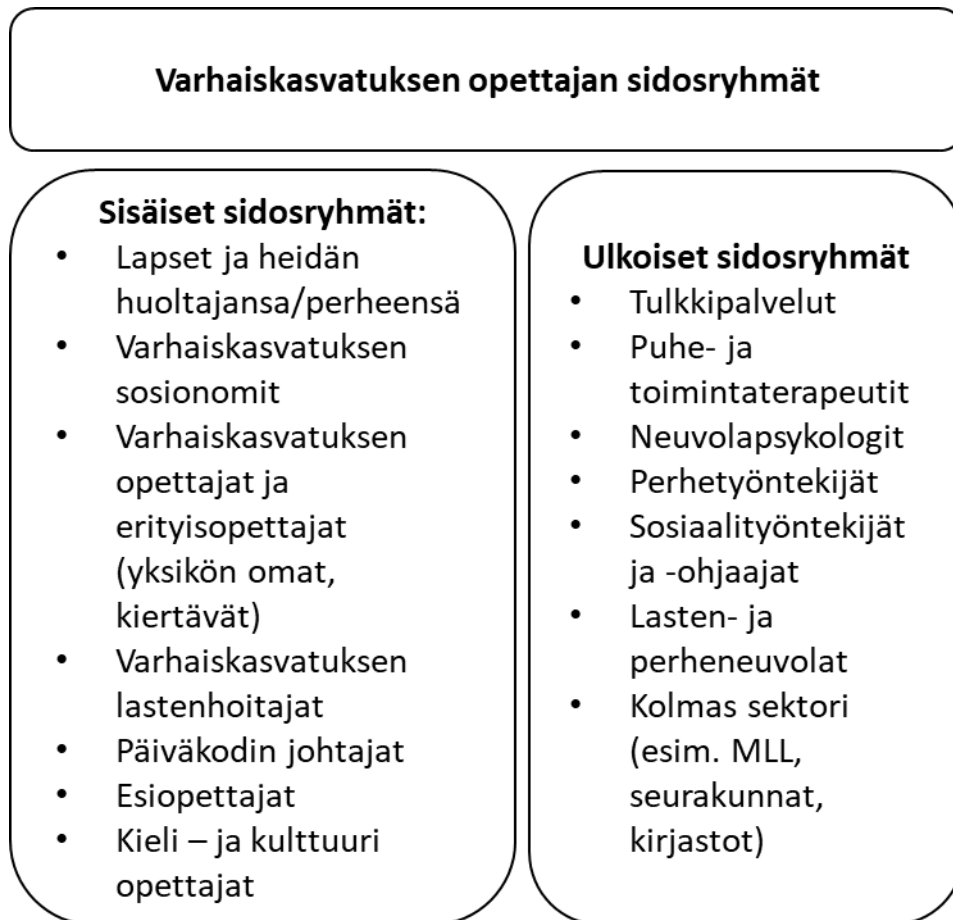 Varhaiskasvatuksen opettajan sidosryhmät
Sisäiset sidosryhmät:
• Lapset ja heidän
huoltajansa/perheensä
• Varhaiskasvatuksen
sosionomit
• Varhaiskasvatuksen
opettajat ja
erityisopettajat
(yksikön omat,
kiertävät)
• Varhaiskasvatuksen
lastenhoitajat
• Päiväkodin johtajat
• Esiopettajat
• Kieli – ja kulttuuri
opettajat
Ulkoiset sidosryhmät
• Tulkkipalvelut
• Puhe- ja
toimintaterapeutit
• Neuvolapsykologit
• Perhetyöntekijät
• Sosiaalityöntekijät
ja -ohjaajat
• Lasten- ja
perheneuvolat
• Kolmas sektori
(esim. MLL,
seurakunnat,
kirjastot)